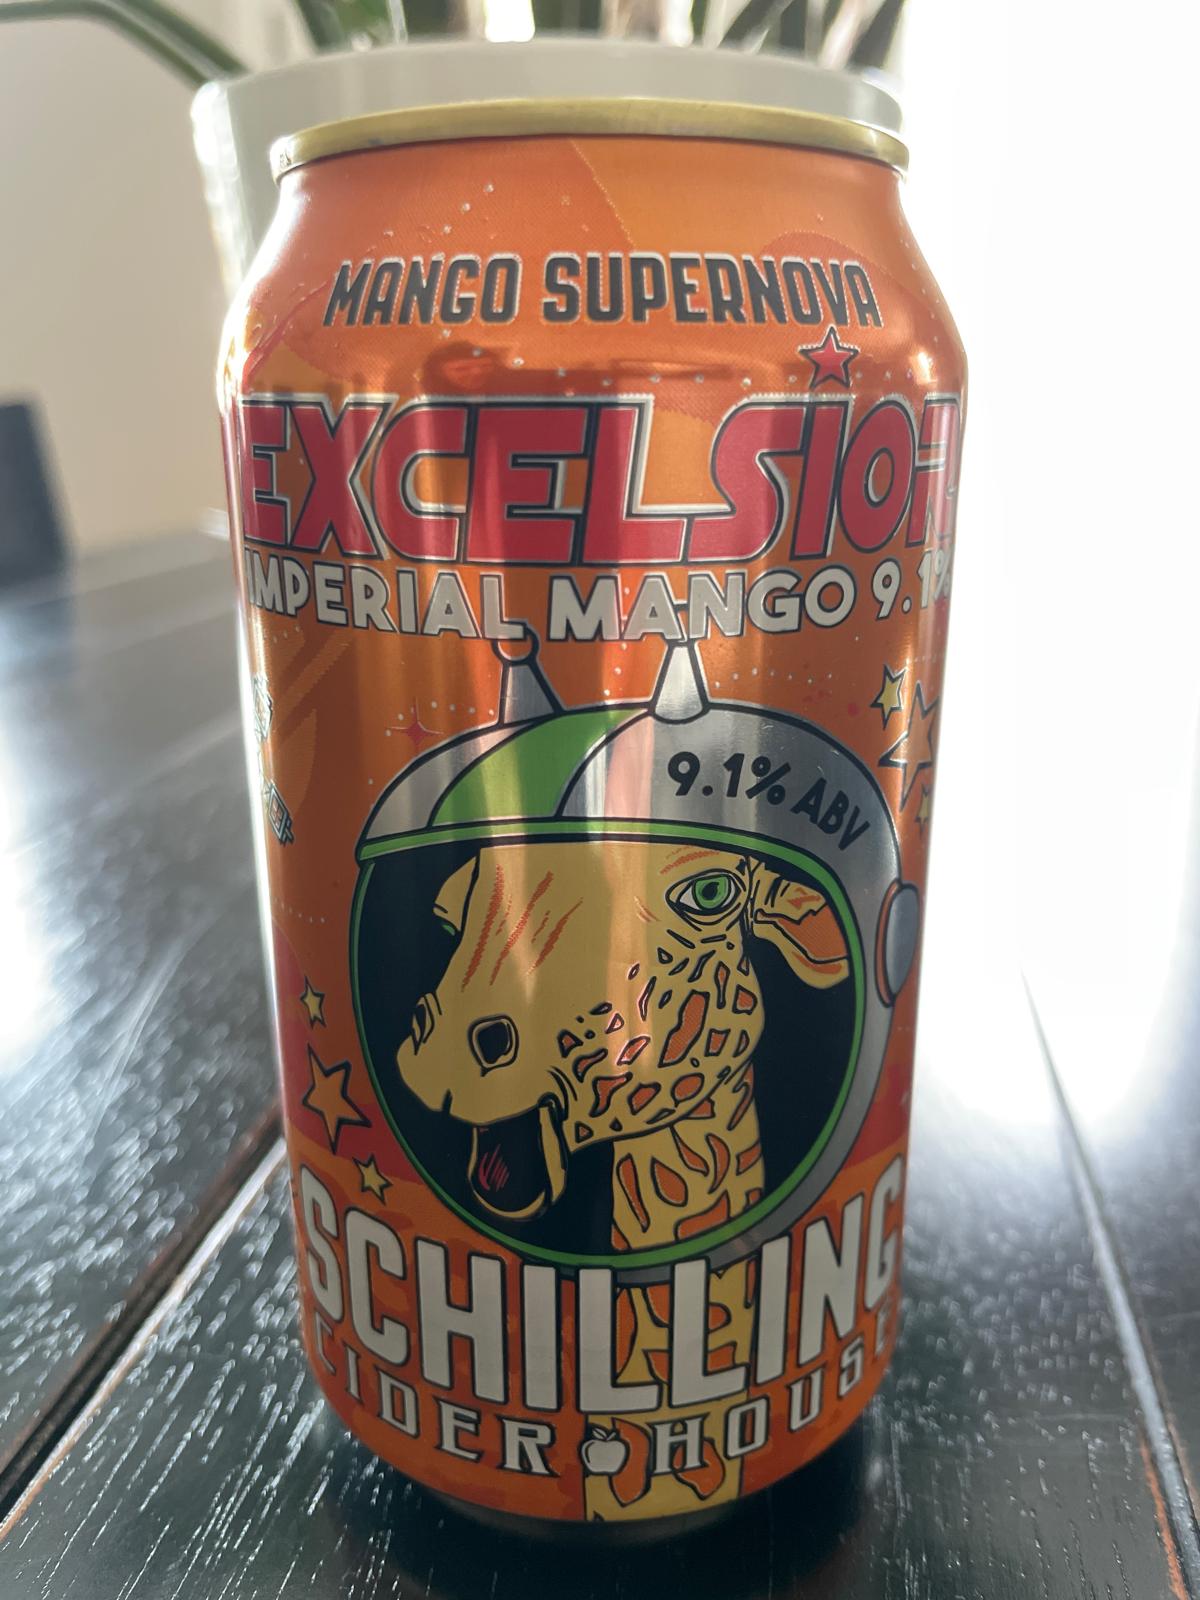 MANGO SUPERNOVA
EXCELSIOR
IMPERIAL MANGO 9.1%
9.1% ABV
SCHILLING
CIDER HOUSE